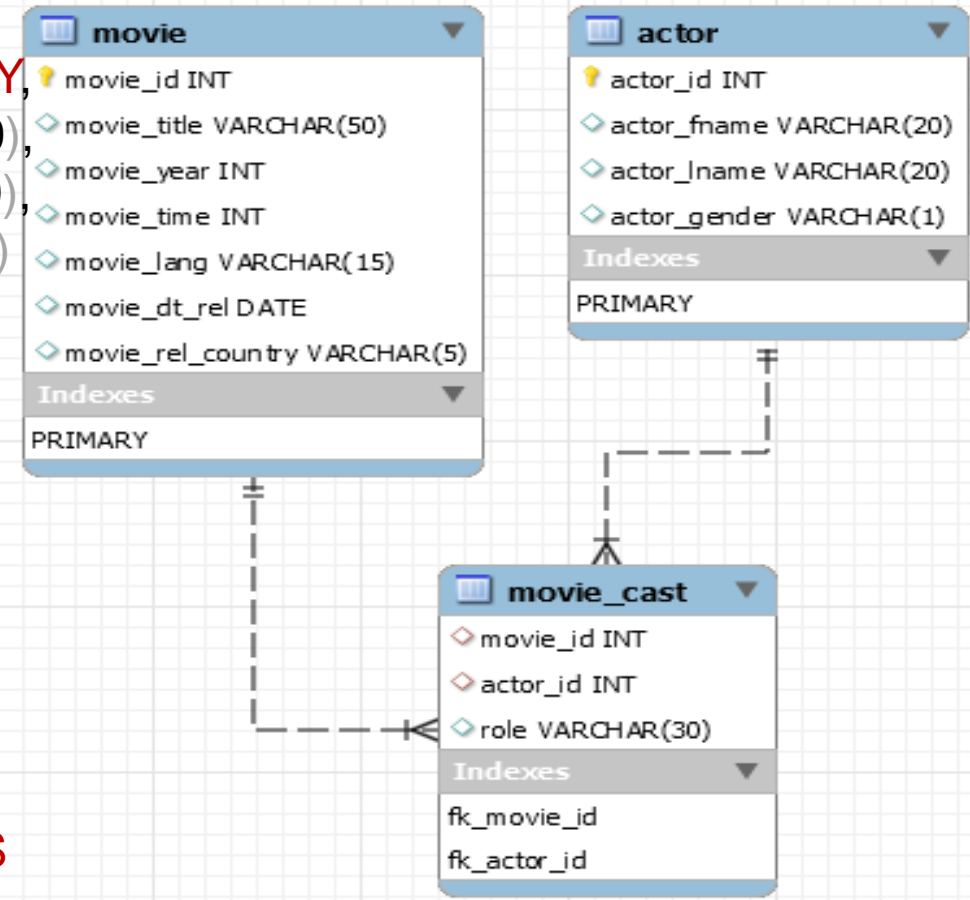 movie
movie_id INT
movie_title VARCHAR(50)
movie_year INT
movie_time INT
movie_lang VARCHAR(15)
movie_dt_rel DATE
movie_rel_country VARCHAR(5)
Indexes
PRIMARY
actor
actor_id INT
actor_fname VARCHAR(20)
actor_lname VARCHAR(20)
actor_gender VARCHAR(1)
Indexes
PRIMARY
movie_cast
movie_id INT
actor_id INT
role VARCHAR(30)
Indexes
fk_movie_id
fk_actor_id
Y,
),
),
)
S